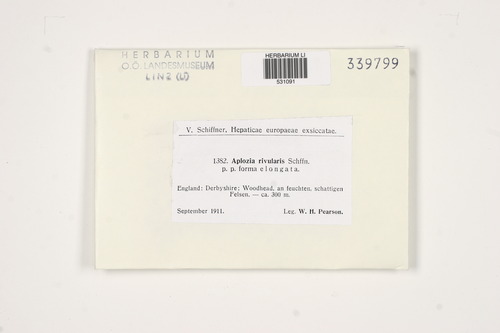 HERBARIUM
O.Ö. LANDESMUSEUM
LINZ (LI)
HERBARIUM LI
531091
339799
V. Schiffner, Hepaticae europaeae exsiccatae.
1382. Aplozia rivularis Schffn.
p. p. forma elongata.
England: Derbyshire; Woodhead, an feuchten, schattigen
Felsen. — ca. 300 m.
September 1911.
Leg. W. H. Pearson.